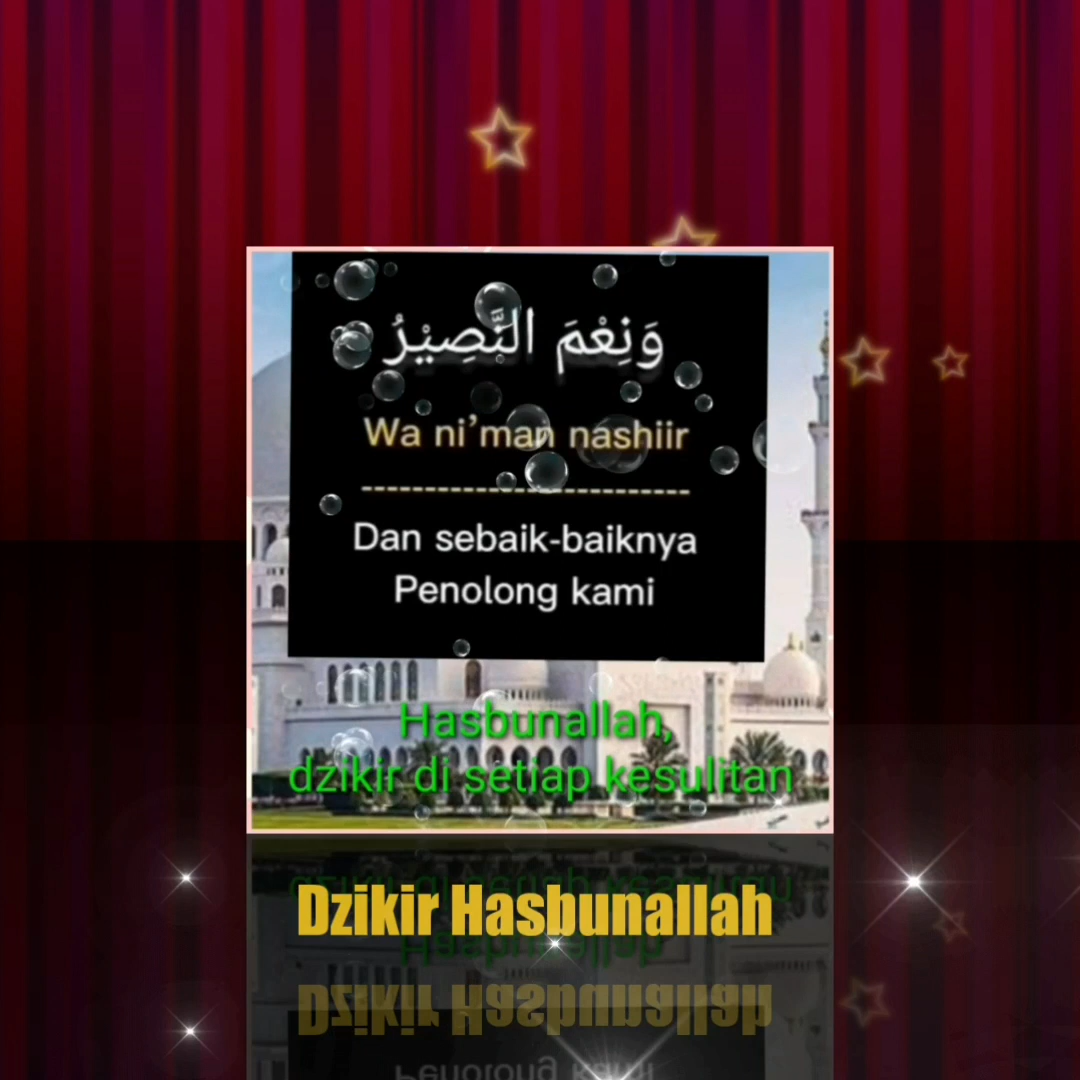 وَنِعْمَ النَّصِيْرُ
Wa ni’man nashiir
--------------------------
Dan sebaik-baiknya
Penolong kami
Hasbunallah,
dzikir di setiap kesulitan
Dzikir Hasbunallah